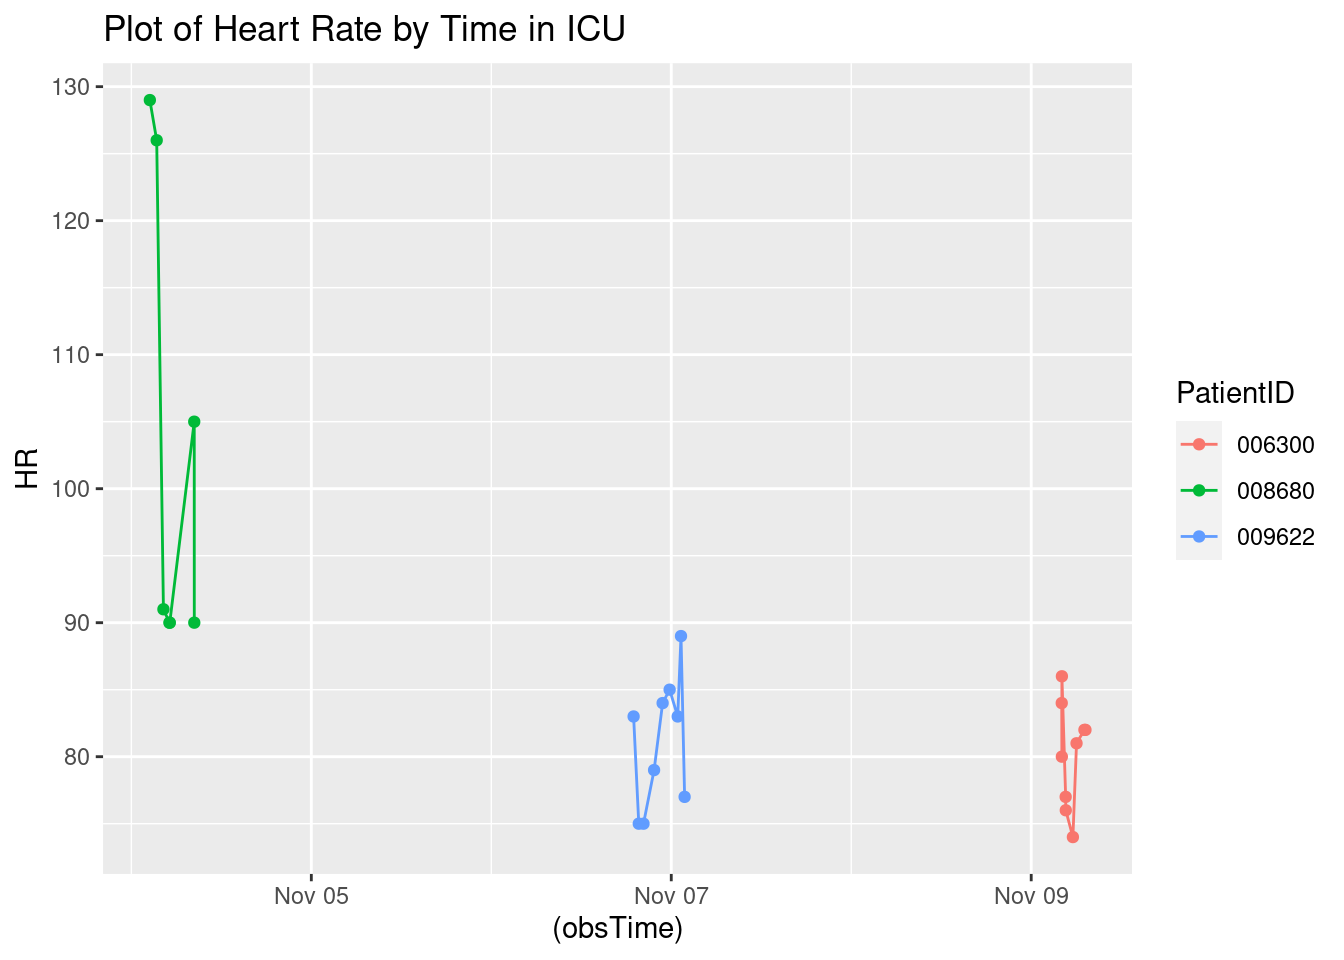 Plot of Heart Rate by Time in ICU
130
120
110
100
90
80
HR
Nov 05
Nov 07
Nov 09
(obsTime)
PatientID
006300
008680
009622